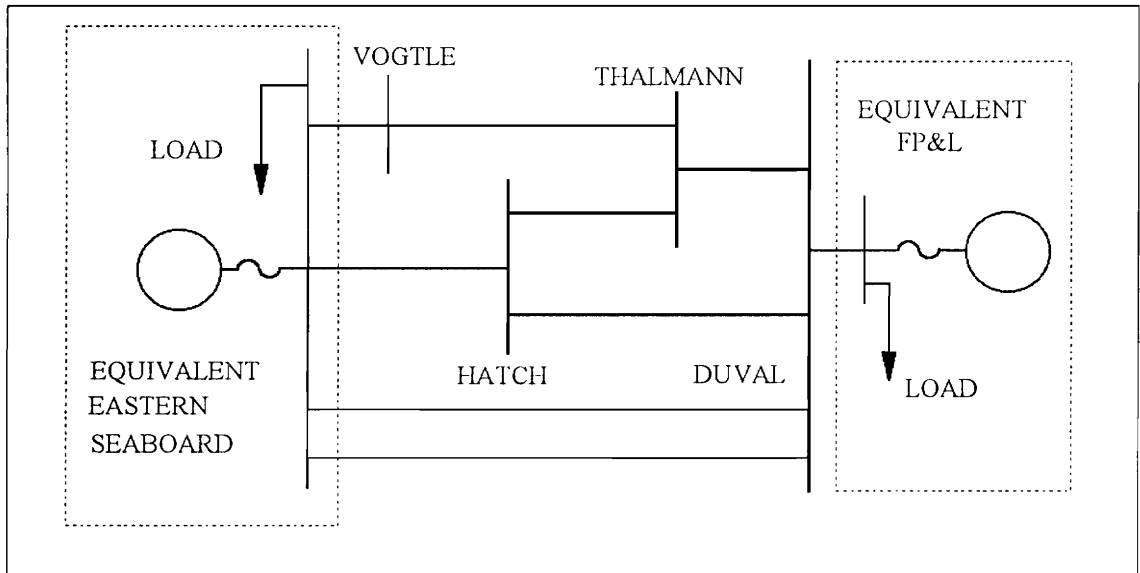 VOGTLE
THALMANN
EQUIVALENT
FP&L
LOAD
EQUIVALENT
EASTERN
SEABOARD
HATCH
DUVAL
LOAD